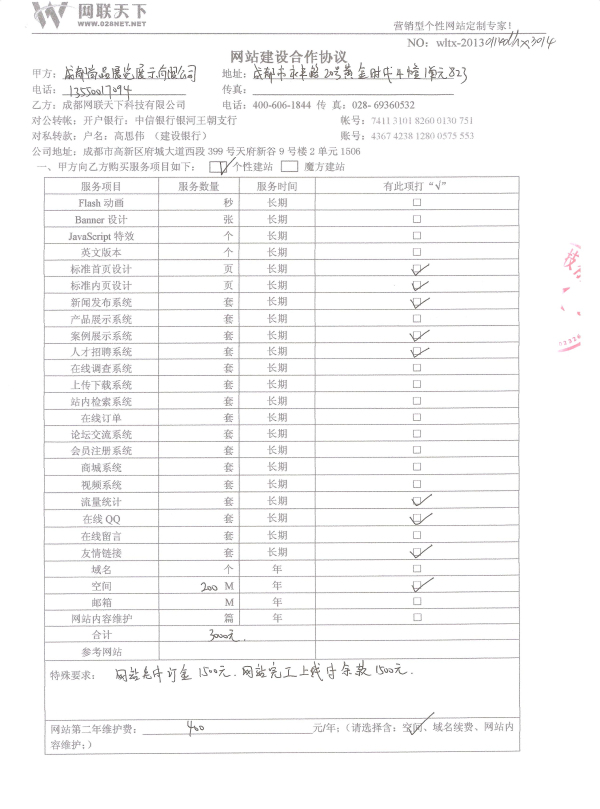 网联天下
WWW.028NET.NET
营销型个性网站定制专家！
NO：wltx-2013
网站建设合作协议
甲方：成都尚品展览展示有限公司 地址：成都市永丰路20号黄金时代4幢1单元823
电话：13550017094 传真：
乙方：成都网联天下科技有限公司 电话：400-606-1844 传 真：028- 69360532
对公转帐：开户银行：中信银行银河王朝支行 帐号：7411 3101 8260 0130 751
对私转款：户名：高思伟 （建设银行） 账号：4367 4238 1280 0575 553
公司地址：成都市高新区府城大道西段 399 号天府新谷 9 号楼 2 单元 1506
一、甲方向乙方购买服务项目如下：☑个性建站 □ 魔方建站
服务项目 服务数量 服务时间 有此项打“√”
Flash 动画 秒 长期 □
Banner 设计 张 长期 □
JavaScript 特效 个 长期 □
英文版本 个 长期 □
标准首页设计 页 长期 ☑
标准内页设计 页 长期 ☑
新闻发布系统 套 长期 ☑
产品展示系统 套 长期 □
案例展示系统 套 长期 ☑
人才招聘系统 套 长期 ☑
在线调查系统 套 长期 □
上传下载系统 套 长期 □
站内检索系统 套 长期 □
在线订单 套 长期 □
论坛交流系统 套 长期 □
会员注册系统 套 长期 □
商城系统 套 长期 □
视频系统 套 长期 □
流量统计 套 长期 ☑
在线 QQ 套 长期 ☑
在线留言 套 长期 □
友情链接 套 长期 ☑
域名 个 年 □
空间 200 M 年 ☑
邮箱 M 年 □
网站内容维护 篇 年 □
合计 3000元.
参考网站
特殊要求： 网站先付订金1500元.网站完工上线付余款1500元.
网站第二年维护费： 400 元/年；（请选择含：空间、域名续费、网站内
容维护；）